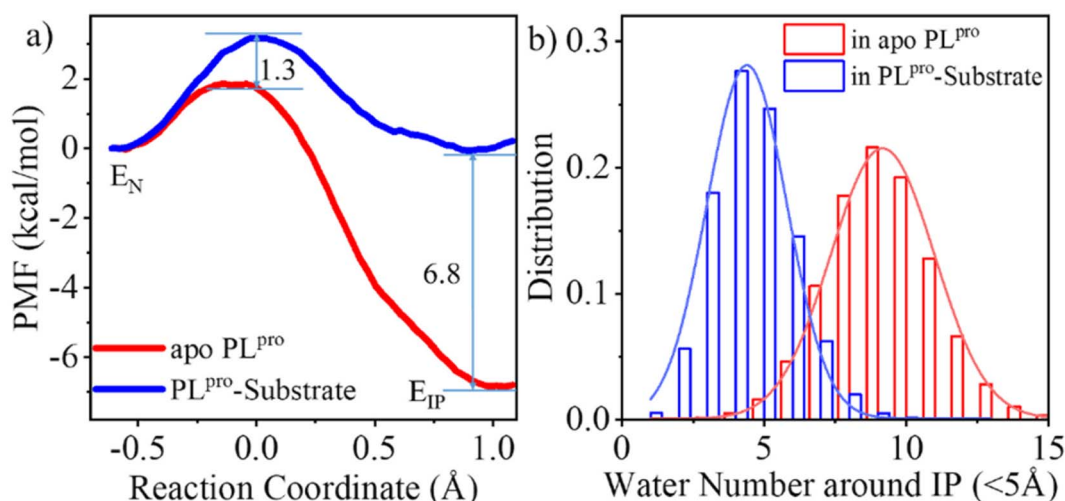 a)
PMF (kcal/mol)
2
0
-2
-4
-6
E_N
1.3
6.8
E_IP
apo PL^pro
PL^pro-Substrate
-0.5
0.0
0.5
1.0
Reaction Coordinate (Å)
b)
Distribution
0.3
0.2
0.1
0.0
in apo PL^pro
in PL^pro-Substrate
0
5
10
15
Water Number around IP (<5Å)